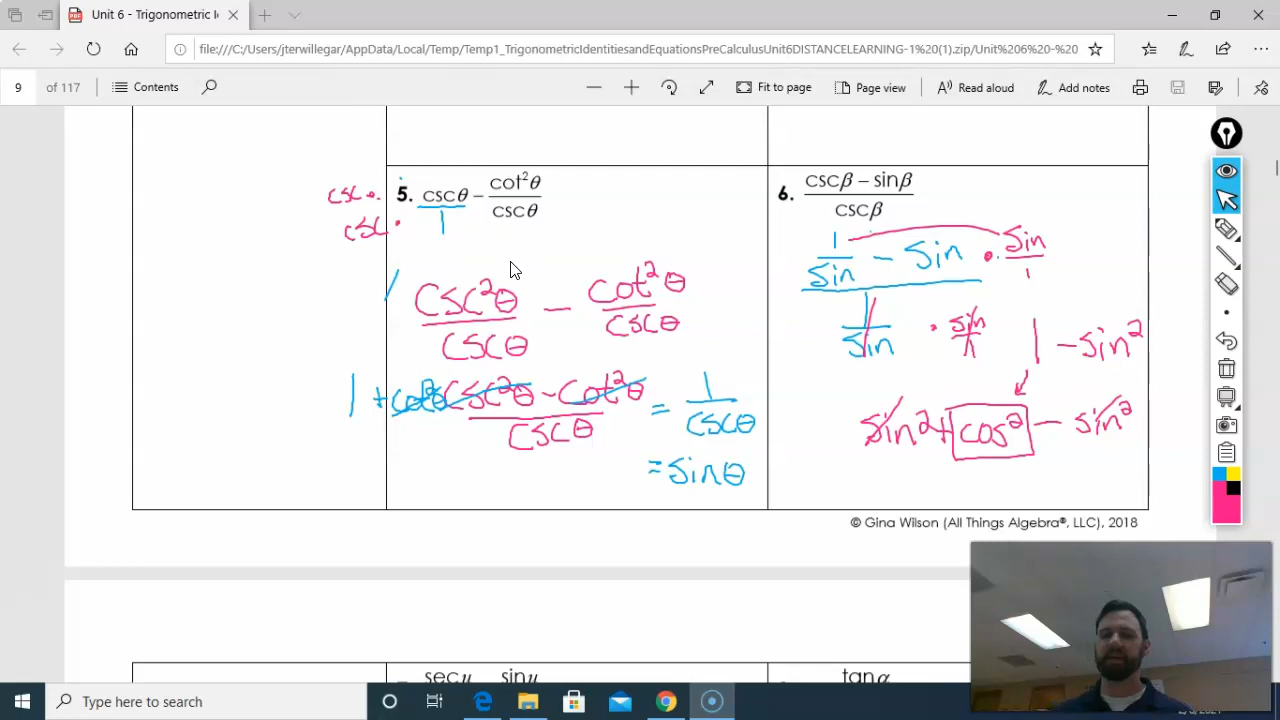 Unit 6 - Trigonometric I
file:///C:/Users/jterwillegar/AppData/Local/Temp/Temp1_TrigonometricIdentitiesandEquationsPreCalculusUnit6DISTANCELEARNING-1%20(1).zip/Unit%206%20-%20
9 of 117
Contents
Fit to page
Page view
Read aloud
Add notes
5. cscθ – cot²θ/cscθ
csc •
csc •
1
csc²θ/cscθ – cot²θ/cscθ
1 + cot²θ csc²θ – cot²θ / cscθ = 1/cscθ
= sinθ
6. cscβ – sinβ / cscβ
1/sin – sin • sin/1
1/sin • sin/1
1 – sin²
sin² + cos² – sin²
© Gina Wilson (All Things Algebra®, LLC), 2018
secu sinu
tanα
Type here to search